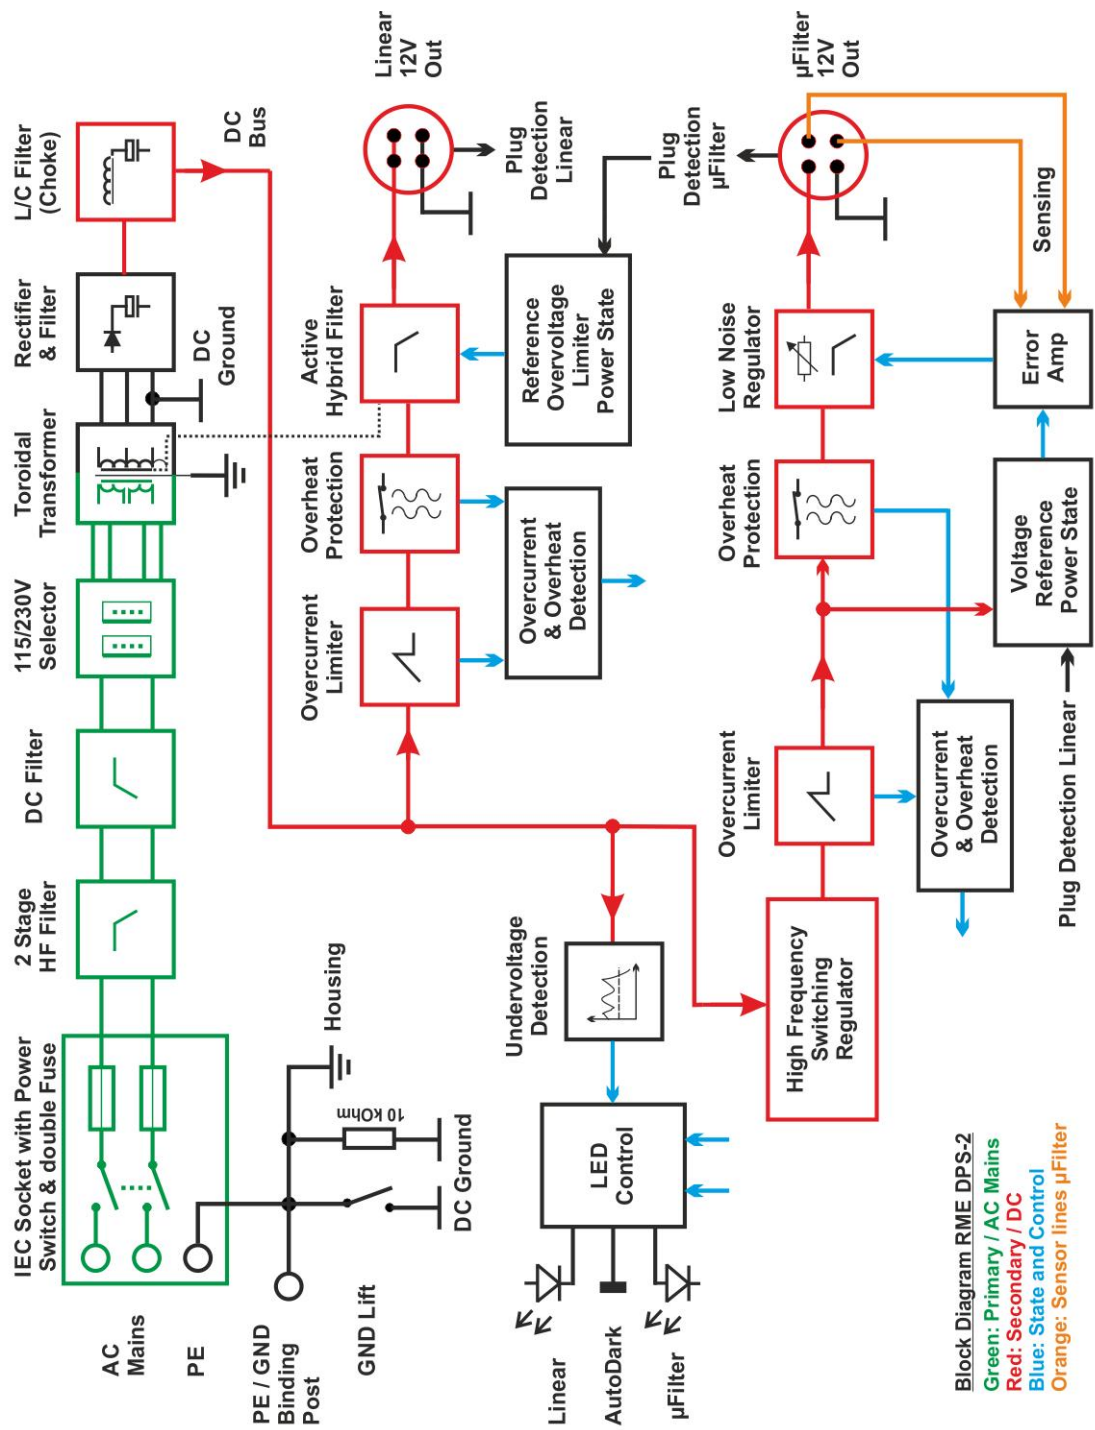 AC
Mains
PE
IEC Socket with Power
Switch & double Fuse
2 Stage
HF Filter
DC Filter
115/230V
Selector
Toroidal
Transformer
Rectifier
& Filter
L/C Filter
(Choke)
DC
Ground
DC
Bus
PE / GND
Binding
Post
GND Lift
10 kOhm
Housing
DC Ground
Overcurrent
Limiter
Overheat
Protection
Active
Hybrid Filter
Linear
12V
Out
Overcurrent
& Overheat
Detection
Reference
Overvoltage
Limiter
Power State
Plug
Detection
Linear
Linear
AutoDark
µFilter
LED
Control
Undervoltage
Detection
Plug
Detection
µFilter
High Frequency
Switching
Regulator
Overcurrent
Limiter
Overheat
Protection
Low Noise
Regulator
µFilter
12V
Out
Overcurrent
& Overheat
Detection
Voltage
Reference
Power State
Error
Amp
Sensing
Plug Detection Linear
Block Diagram RME DPS-2
Green: Primary / AC Mains
Red: Secondary / DC
Blue: State and Control
Orange: Sensor lines µFilter